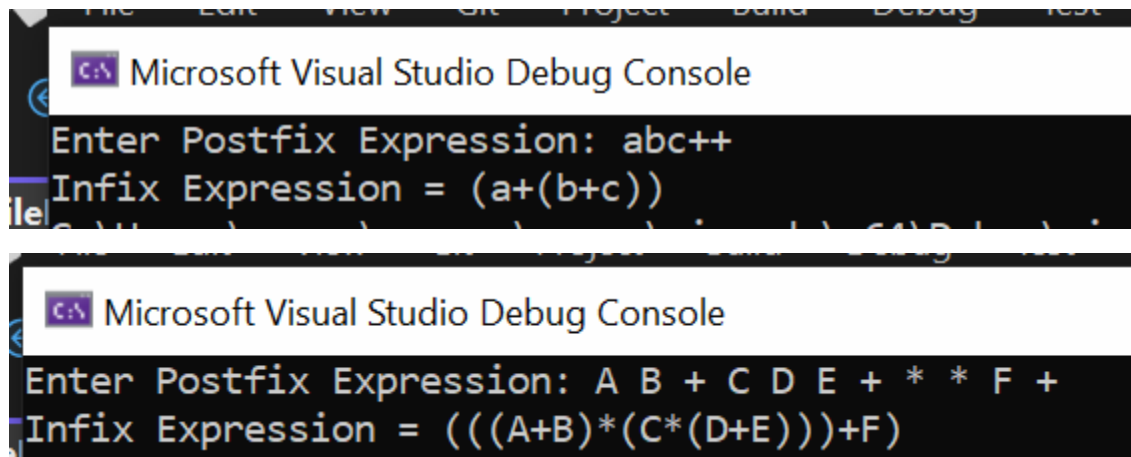 Microsoft Visual Studio Debug Console
Enter Postfix Expression: abc++
Infix Expression = (a+(b+c))
Microsoft Visual Studio Debug Console
Enter Postfix Expression: A B + C D E + * * F +
Infix Expression = (((A+B)*(C*(D+E)))+F)